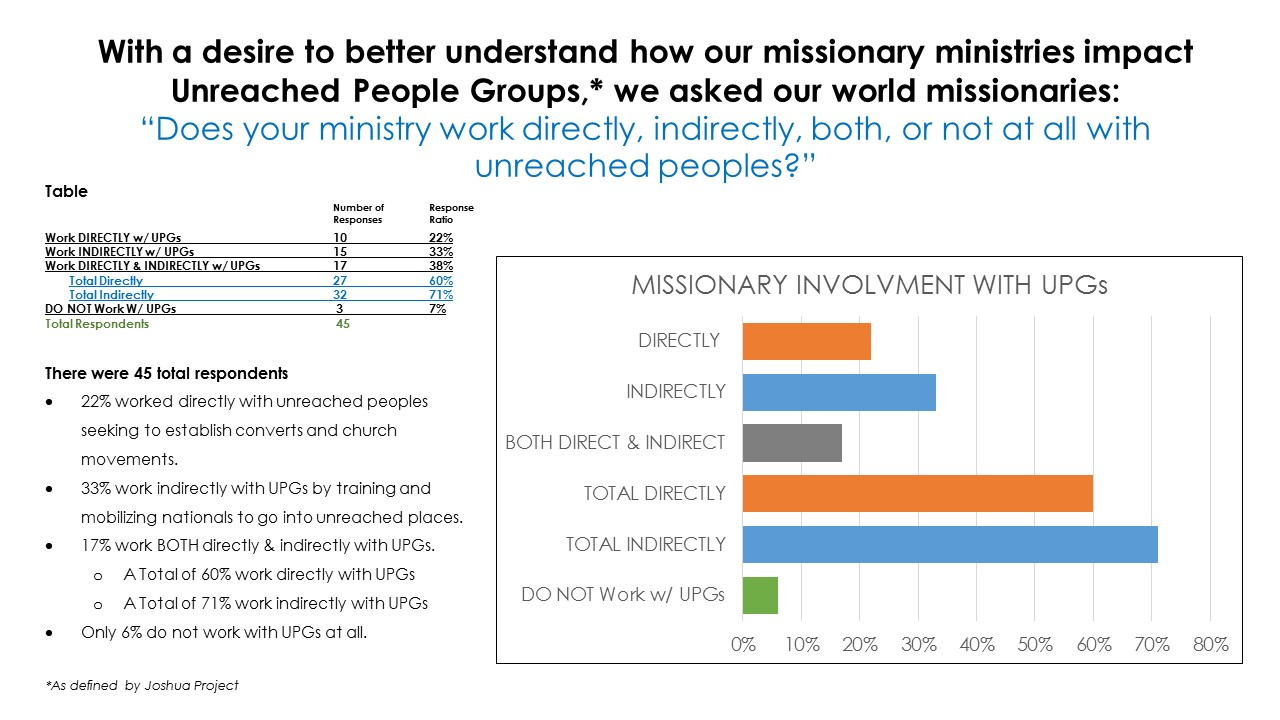 With a desire to better understand how our missionary ministries impact
Unreached People Groups,* we asked our world missionaries:
“Does your ministry work directly, indirectly, both, or not at all with
unreached peoples?”
Table
Number of Responses Response Ratio
Work DIRECTLY w/ UPGs 10 22%
Work INDIRECTLY w/ UPGs 15 33%
Work DIRECTLY & INDIRECTLY w/ UPGs 17 38%
Total Directly 27 60%
Total Indirectly 32 71%
DO NOT Work W/ UPGs 3 7%
Total Respondents 45
There were 45 total respondents
• 22% worked directly with unreached peoples
seeking to establish converts and church
movements.
• 33% work indirectly with UPGs by training and
mobilizing nationals to go into unreached places.
• 17% work BOTH directly & indirectly with UPGs.
o A Total of 60% work directly with UPGs
o A Total of 71% work indirectly with UPGs
• Only 6% do not work with UPGs at all.
*As defined by Joshua Project
MISSIONARY INVOLVMENT WITH UPGs
DIRECTLY
INDIRECTLY
BOTH DIRECT & INDIRECT
TOTAL DIRECTLY
TOTAL INDIRECTLY
DO NOT Work w/ UPGs
0% 10% 20% 30% 40% 50% 60% 70% 80%